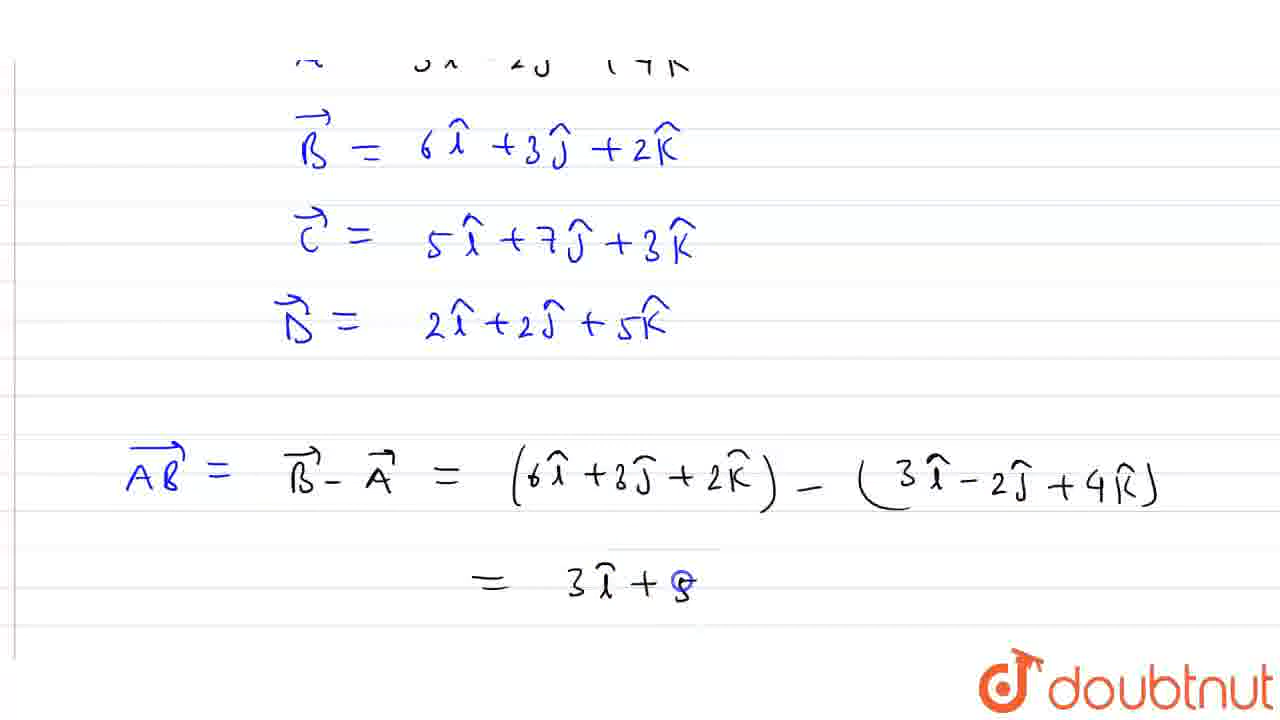 B⃗ = 6î + 3ĵ + 2k̂
C⃗ = 5î + 7ĵ + 3k̂
D⃗ = 2î + 2ĵ + 5k̂
AB⃗ = B⃗ - A⃗ = (6î + 3ĵ + 2k̂) - (3î - 2ĵ + 4k̂)
= 3î + 5
doubtnut